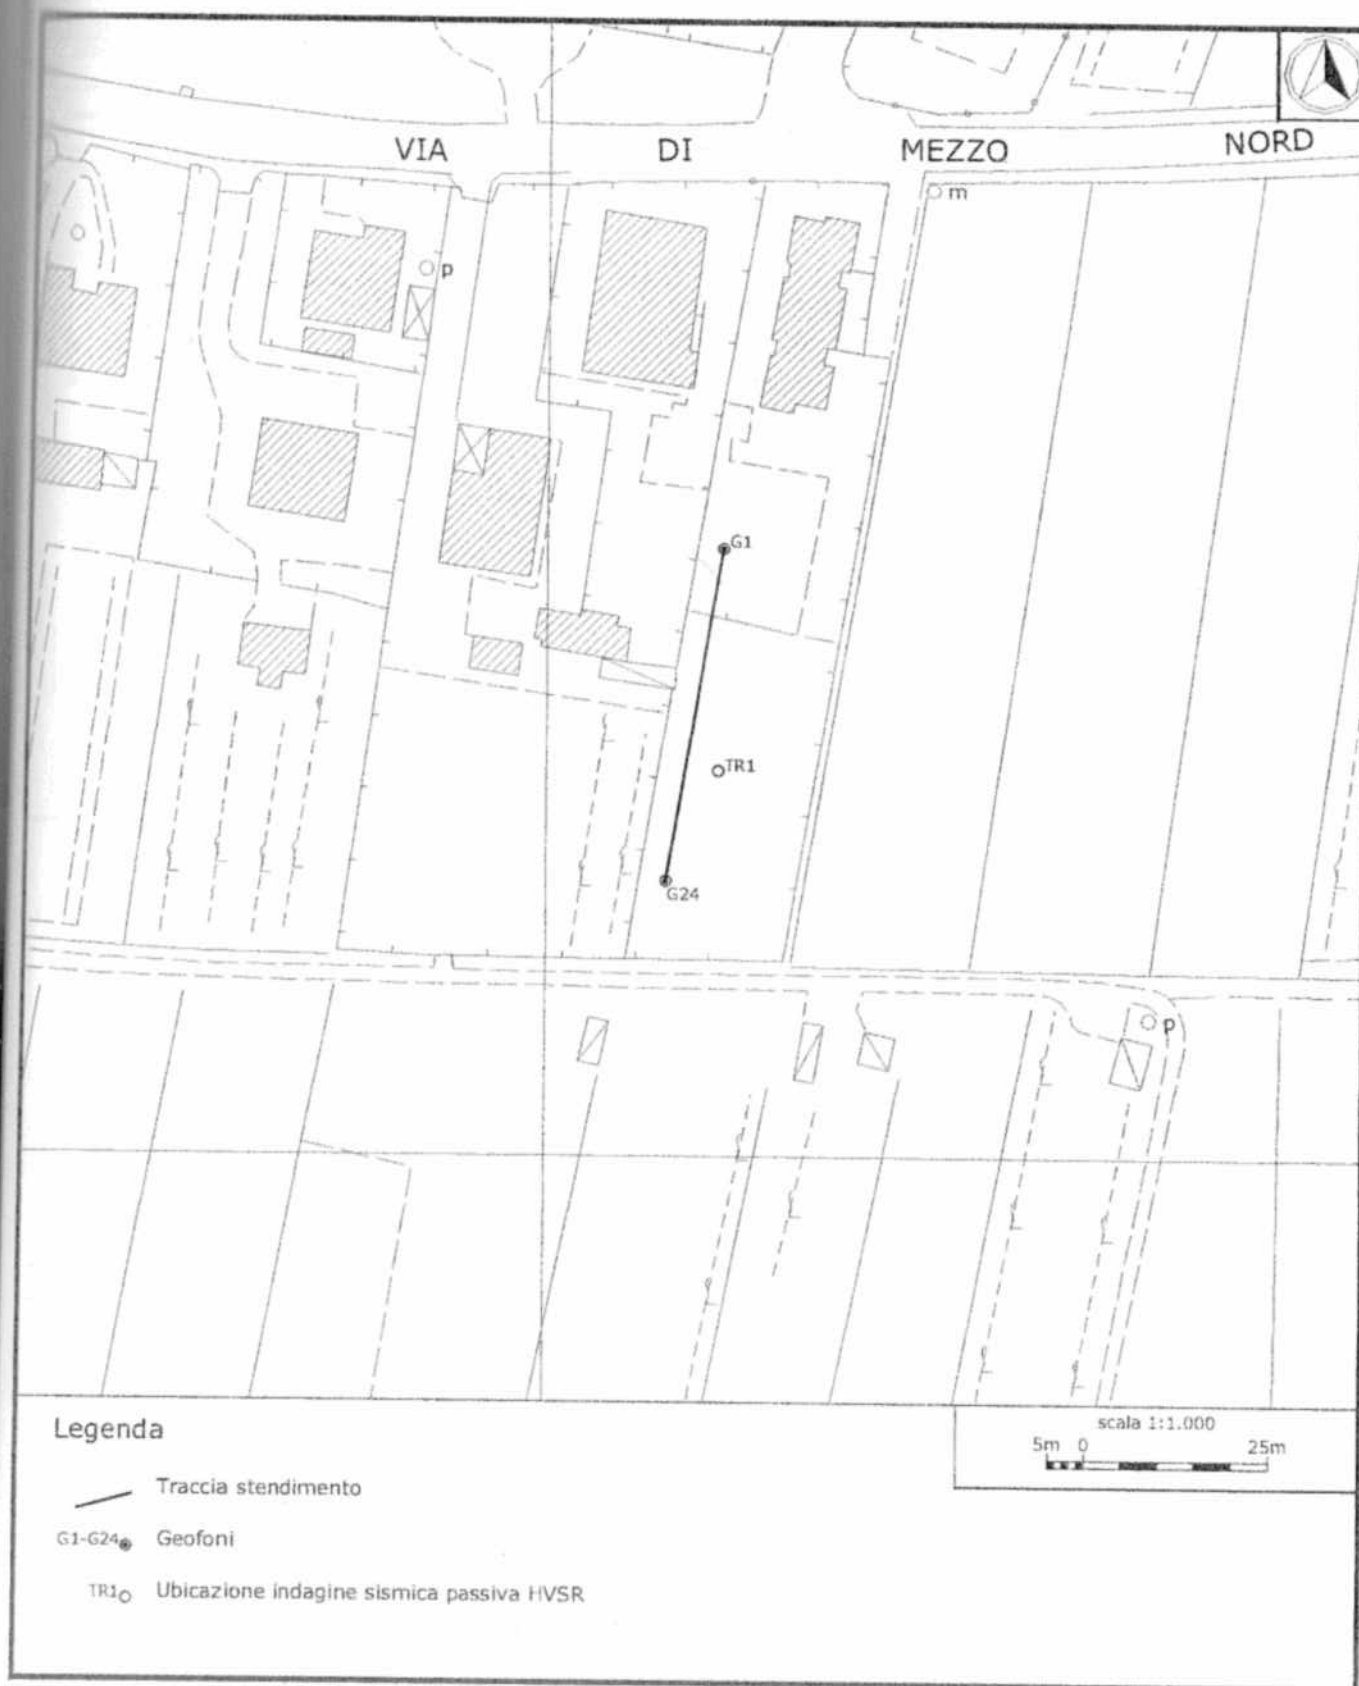 VIA DI MEZZO NORD
m
p
G1
TR1
G24
p
Legenda
Traccia stendimento
G1-G24 Geofoni
TR1 Ubicazione indagine sismica passiva HVSR
scala 1:1.000
5m 0 25m